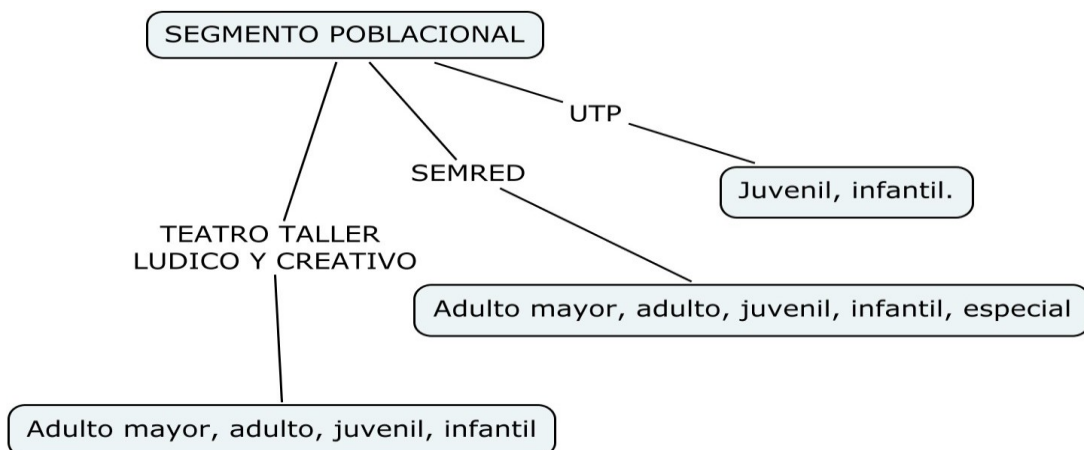 SEGMENTO POBLACIONAL
UTP
SEMRED
Juvenil, infantil.
TEATRO TALLER
LUDICO Y CREATIVO
Adulto mayor, adulto, juvenil, infantil, especial
Adulto mayor, adulto, juvenil, infantil